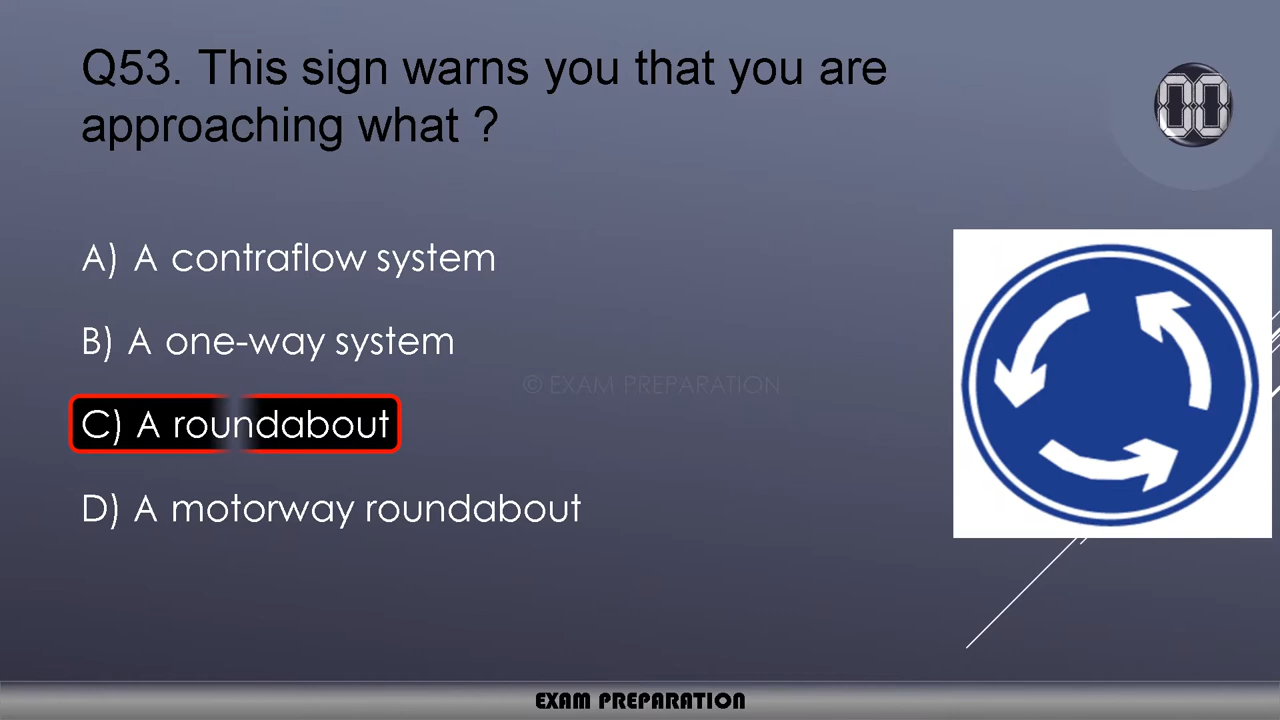 Q53. This sign warns you that you are
approaching what ?
00
A) A contraflow system
B) A one-way system
© EXAM PREPARATION
C) A roundabout
D) A motorway roundabout
EXAM PREPARATION